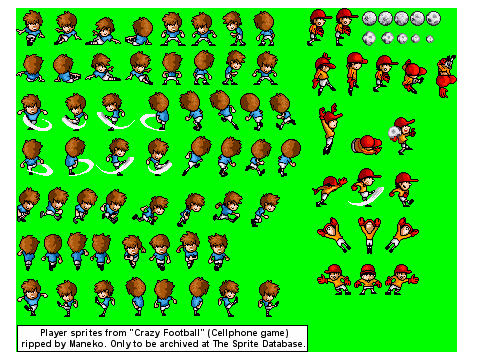 Player sprites from "Crazy Football" (Cellphone game)
ripped by Maneko. Only to be archived at The Sprite Database.